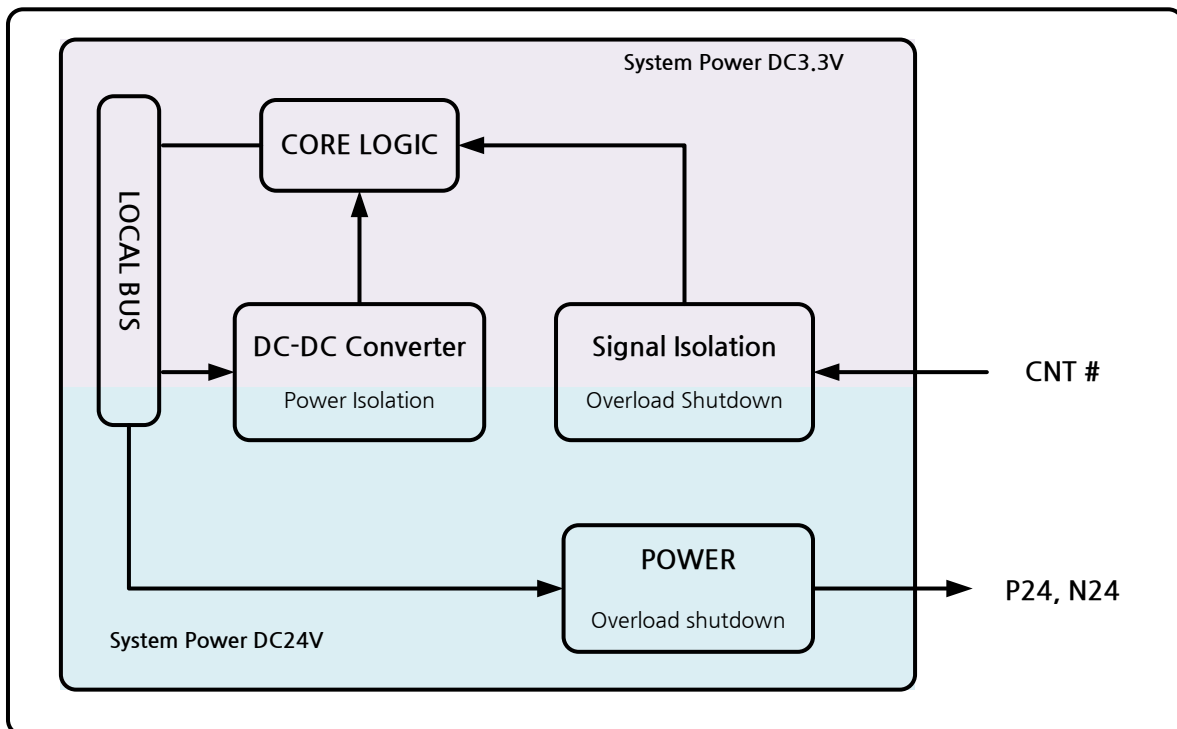 System Power DC3.3V
CORE LOGIC
LOCAL BUS
DC-DC Converter
Power Isolation
Signal Isolation
Overload Shutdown
CNT #
POWER
Overload shutdown
P24, N24
System Power DC24V